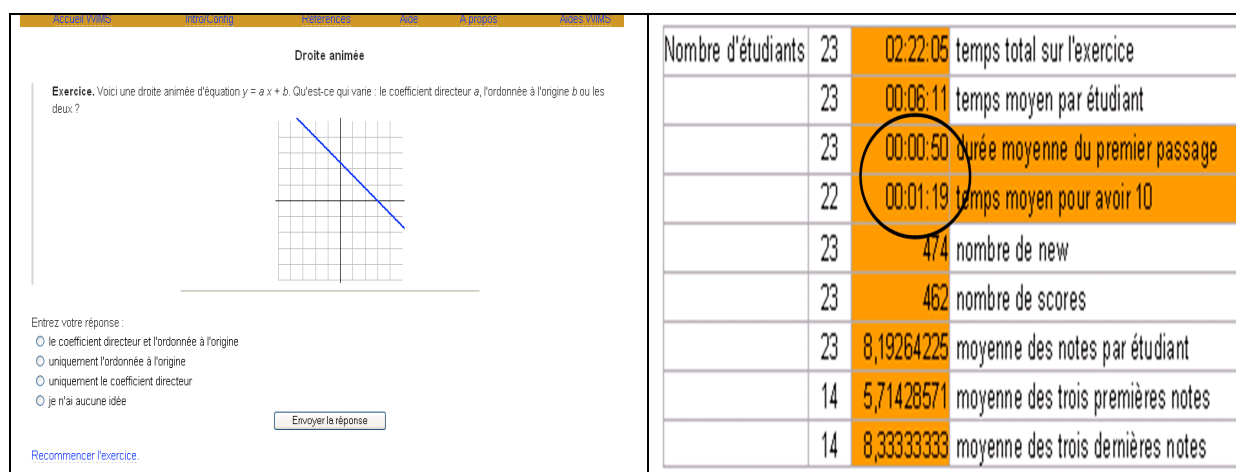 Accueil WIMS Intro/Config Références Aide A propos Aides WIMS
Droite animée
Exercice. Voici une droite animée d'équation y = a x + b. Qu'est-ce qui varie : le coefficient directeur a, l'ordonnée à l'origine b ou les
deux ?
Entrez votre réponse :
le coefficient directeur et l'ordonnée à l'origine
uniquement l'ordonnée à l'origine
uniquement le coefficient directeur
je n'ai aucune idée
Envoyer la réponse
Recommencer l'exercice.
Nombre d'étudiants 23 02:22:05 temps total sur l'exercice
23 00:06:11 temps moyen par étudiant
23 00:00:50 durée moyenne du premier passage
22 00:01:19 temps moyen pour avoir 10
23 474 nombre de new
23 462 nombre de scores
23 8,19264225 moyenne des notes par étudiant
14 5,71428571 moyenne des trois premières notes
14 8,33333333 moyenne des trois dernières notes